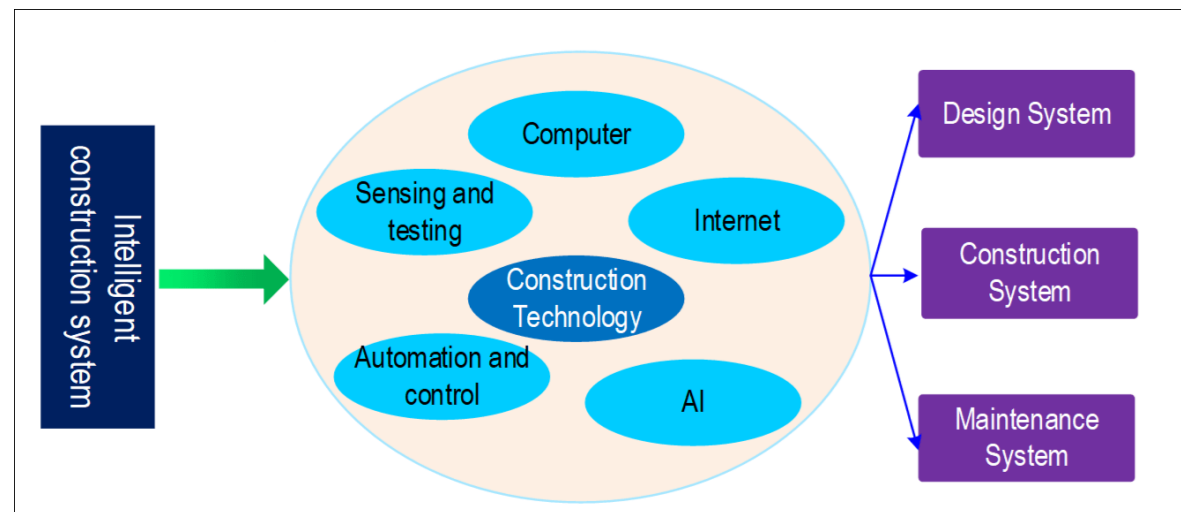 Intelligent
construction system
Computer
Sensing and
testing
Internet
Construction
Technology
Automation and
control
AI
Design System
Construction
System
Maintenance
System